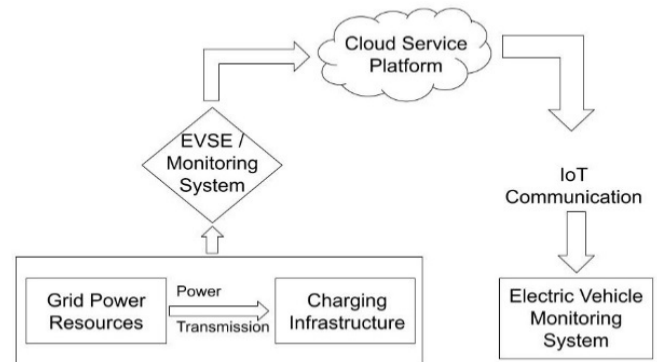 Cloud Service
Platform
EVSE /
Monitoring
System
IoT
Communication
Grid Power
Resources
Power
Transmission
Charging
Infrastructure
Electric Vehicle
Monitoring
System